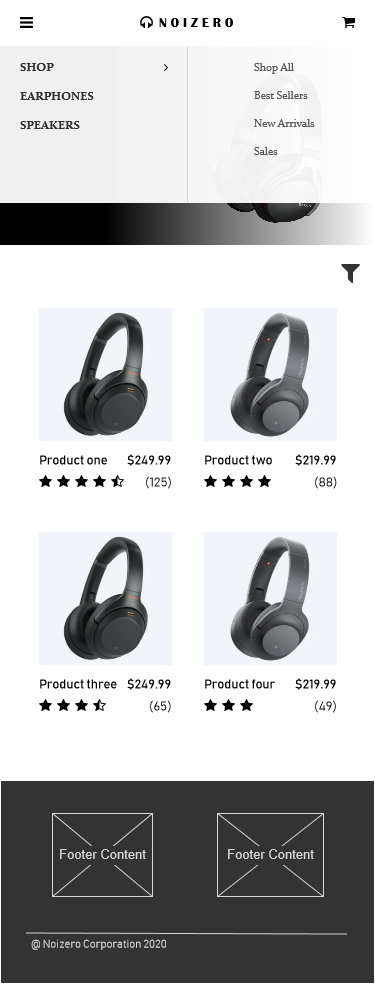 NOIZERO
SHOP
EARPHONES
SPEAKERS
Shop All
Best Sellers
New Arrivals
Sales
Product one $249.99
(125)
Product two $219.99
(88)
Product three $249.99
(65)
Product four $219.99
(49)
Footer Content
Footer Content
@ Noizero Corporation 2020